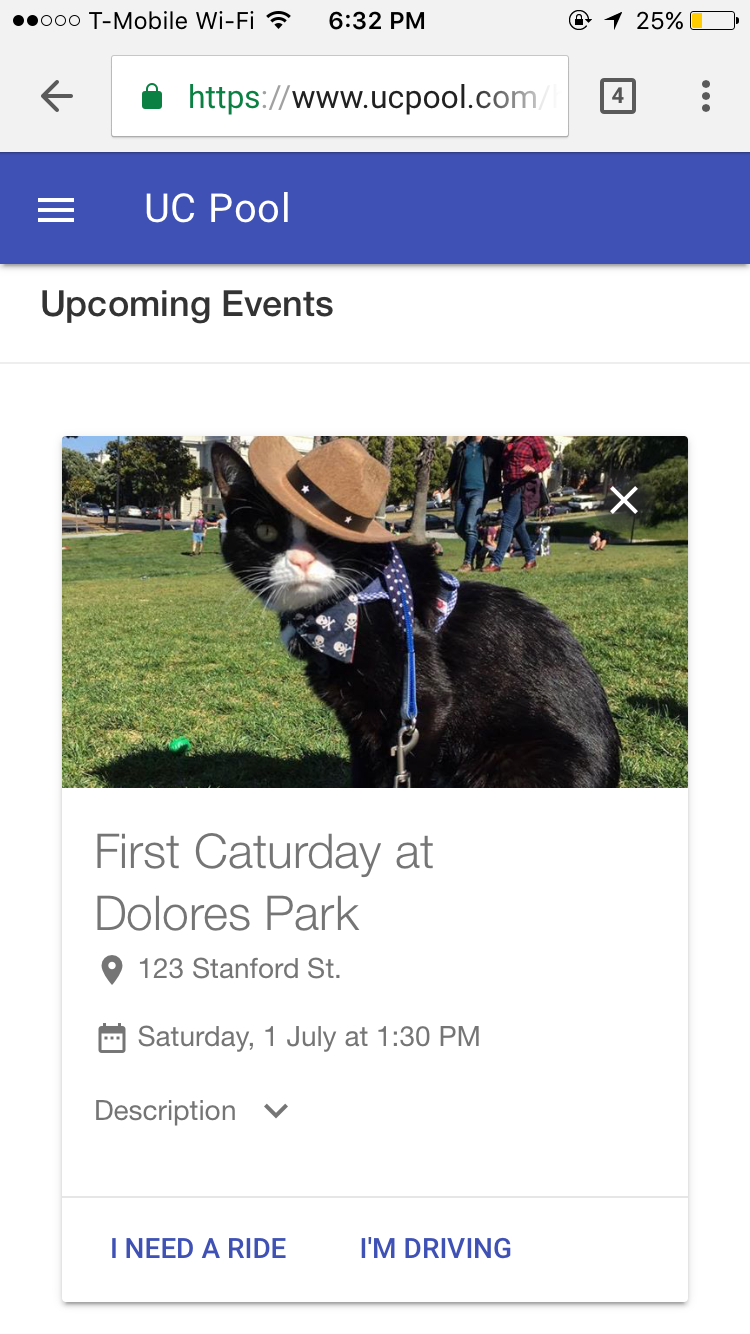 T-Mobile Wi-Fi 6:32 PM 25%
https://www.ucpool.com/
4
UC Pool
Upcoming Events
First Caturday at
Dolores Park
123 Stanford St.
Saturday, 1 July at 1:30 PM
Description
I NEED A RIDE I'M DRIVING